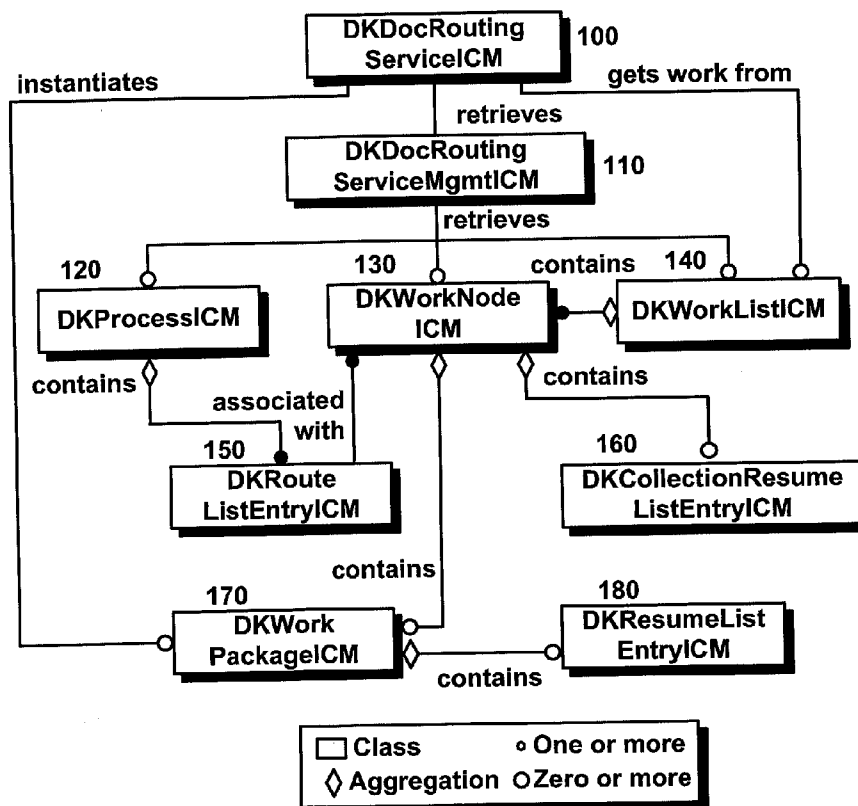 DKDocRouting
ServiceICM
100
instantiates
gets work from
retrieves
DKDocRouting
ServiceMgmtICM
110
retrieves
120
130
contains
140
DKProcessICM
DKWorkNode
ICM
DKWorkListICM
contains
associated
with
contains
150
160
DKRoute
ListEntryICM
DKCollectionResume
ListEntryICM
contains
170
180
DKWork
PackageICM
DKResumeList
EntryICM
contains
Class
One or more
Aggregation
Zero or more